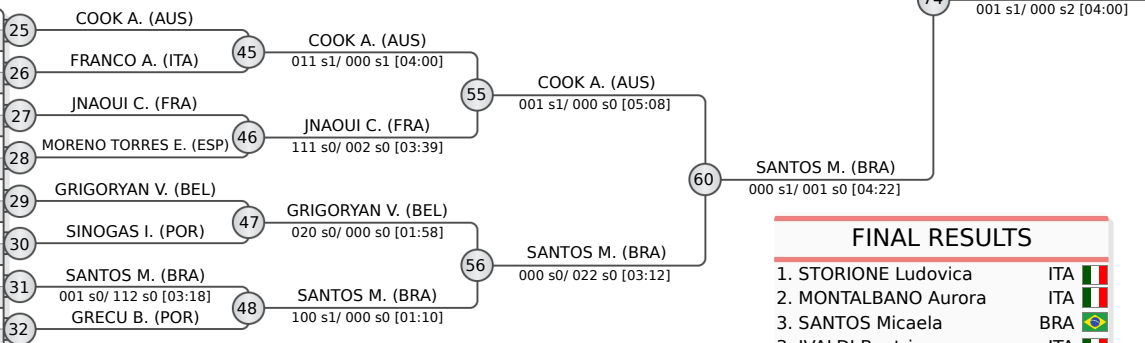 25
COOK A. (AUS)
26
FRANCO A. (ITA)
45
COOK A. (AUS)
011 s1/ 000 s1 [04:00]
27
JNAOUI C. (FRA)
28
MORENO TORRES E. (ESP)
46
JNAOUI C. (FRA)
111 s0/ 002 s0 [03:39]
55
COOK A. (AUS)
001 s1/ 000 s0 [05:08]
29
GRIGORYAN V. (BEL)
30
SINOGAS I. (POR)
47
GRIGORYAN V. (BEL)
020 s0/ 000 s0 [01:58]
31
SANTOS M. (BRA)
001 s0/ 112 s0 [03:18]
32
GRECU B. (POR)
48
SANTOS M. (BRA)
100 s1/ 000 s0 [01:10]
56
SANTOS M. (BRA)
000 s0/ 022 s0 [03:12]
60
SANTOS M. (BRA)
000 s1/ 001 s0 [04:22]
001 s1/ 000 s2 [04:00]
FINAL RESULTS
1. STORIONE Ludovica ITA
2. MONTALBANO Aurora ITA
3. SANTOS Micaela BRA